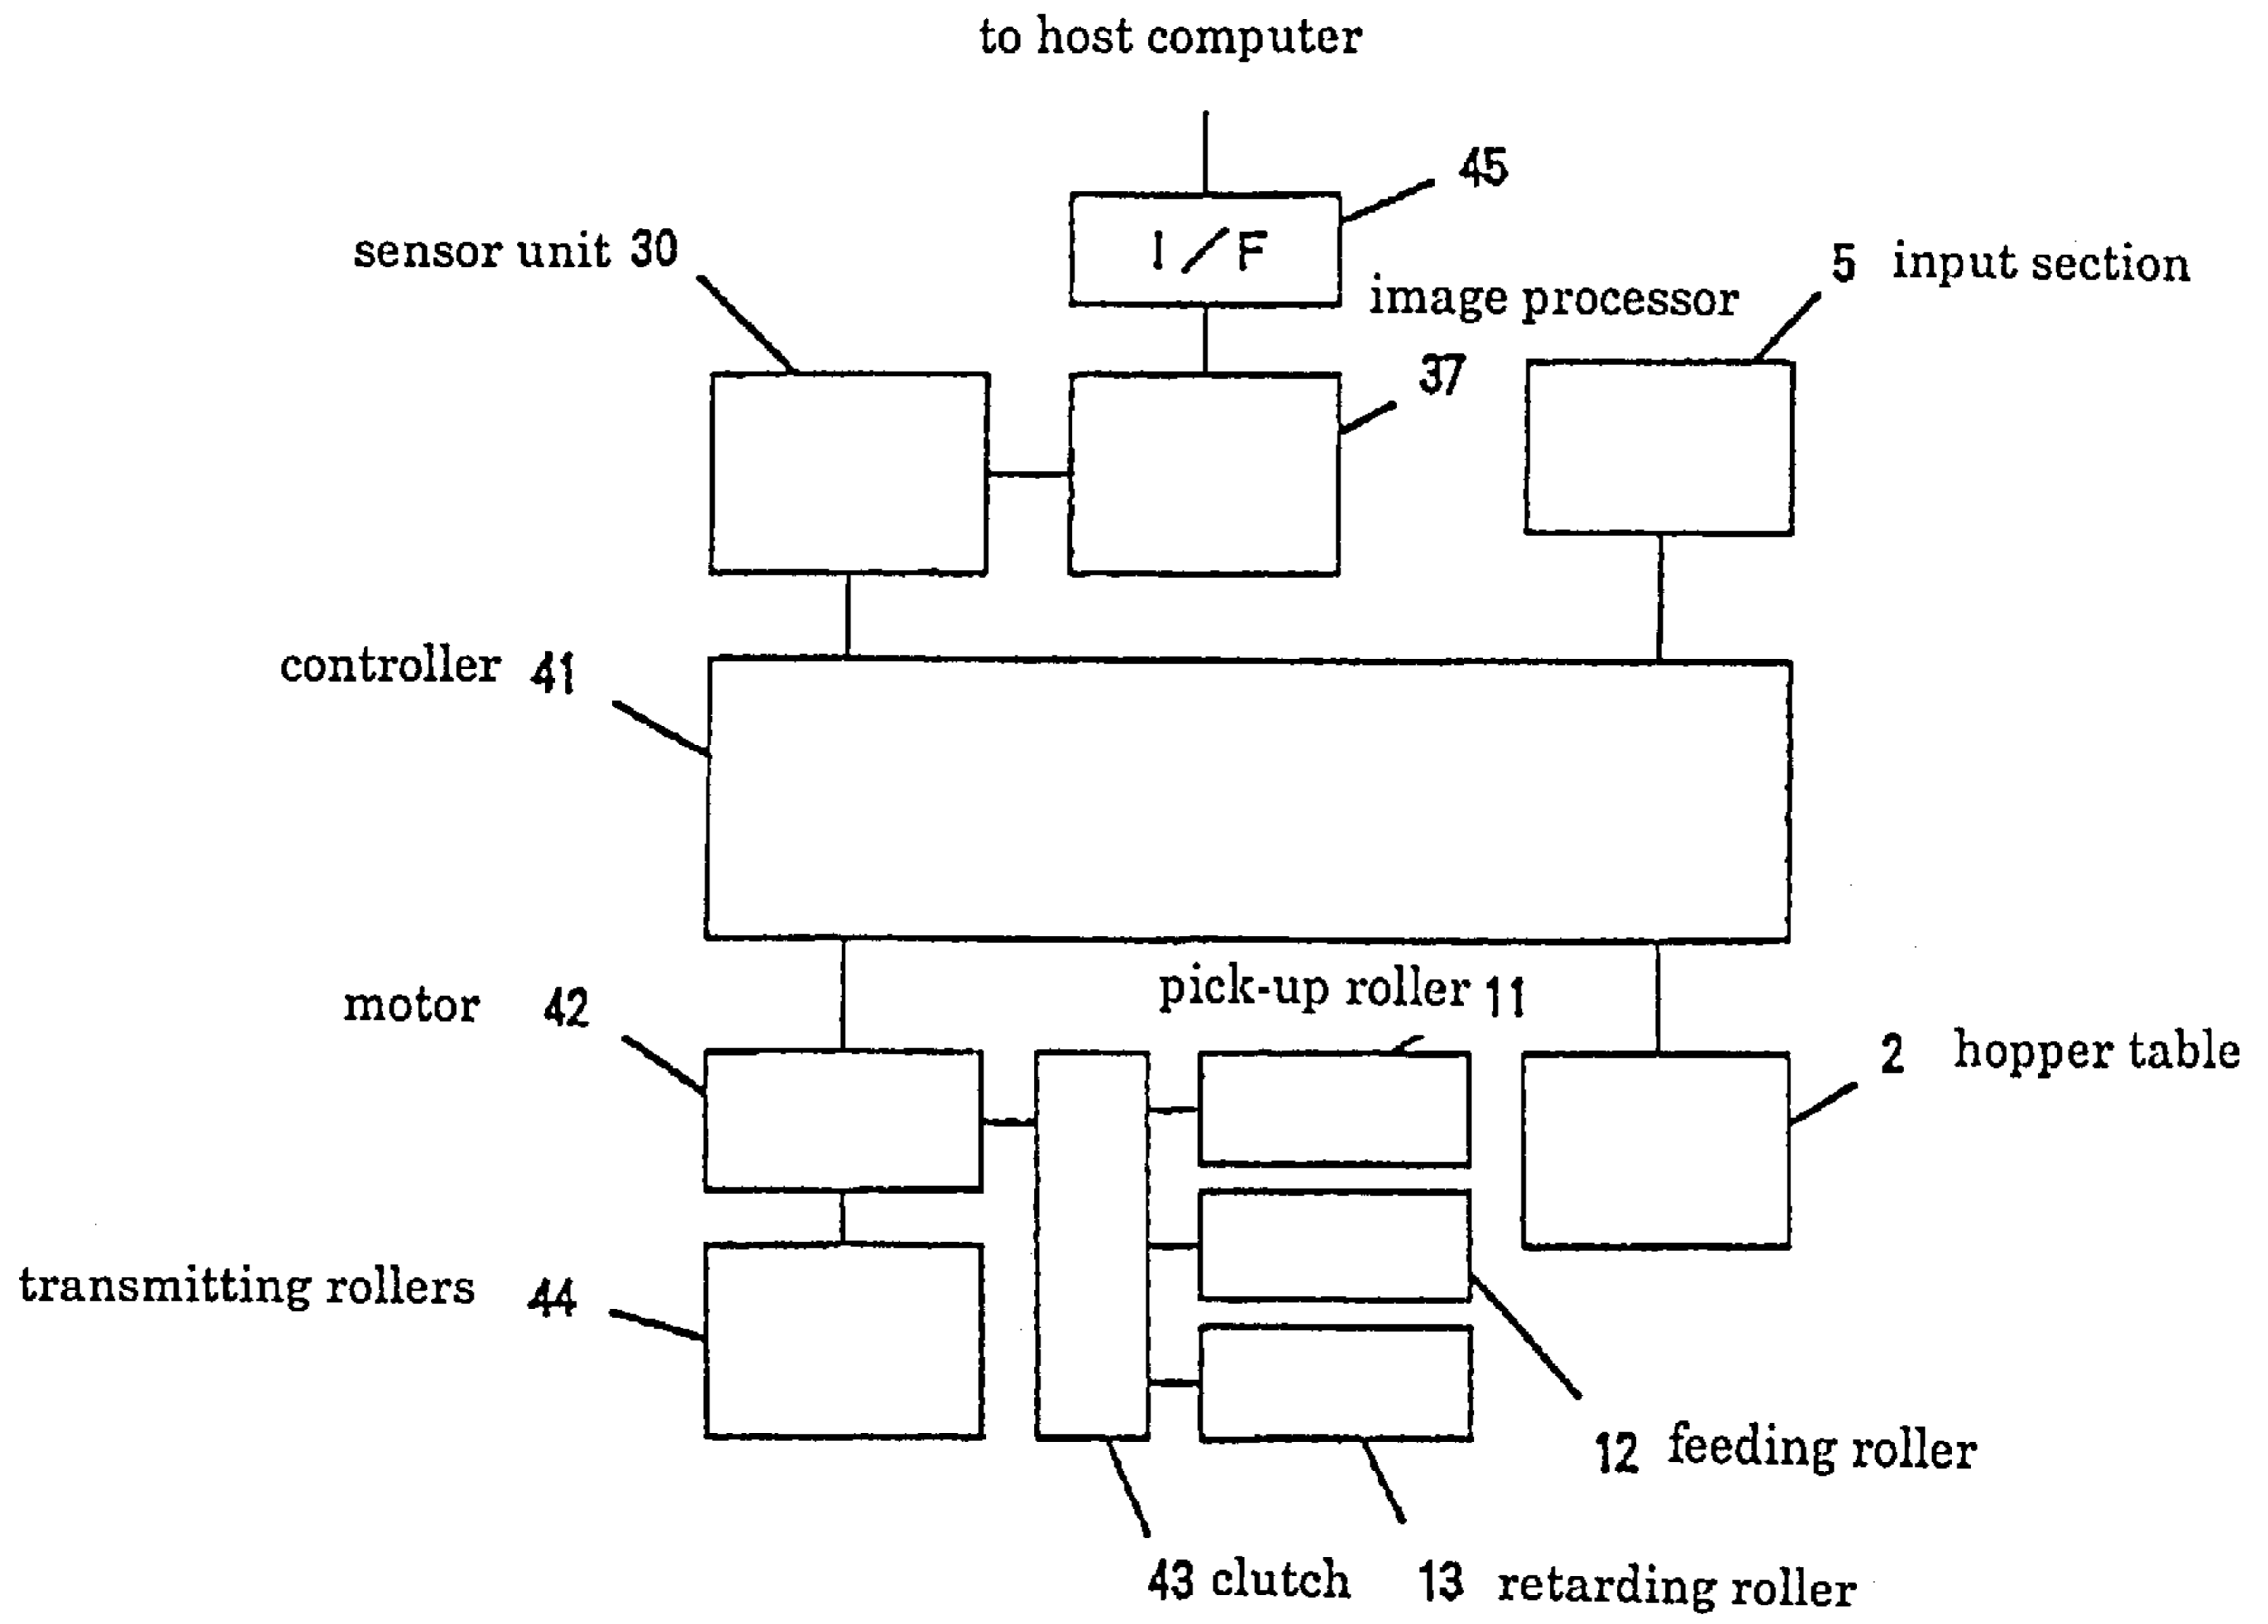 to host computer
45
I/F
sensor unit 30
5 input section
image processor
37
controller 41
pick-up roller 11
motor 42
2 hopper table
transmitting rollers 44
12 feeding roller
43 clutch
13 retarding roller